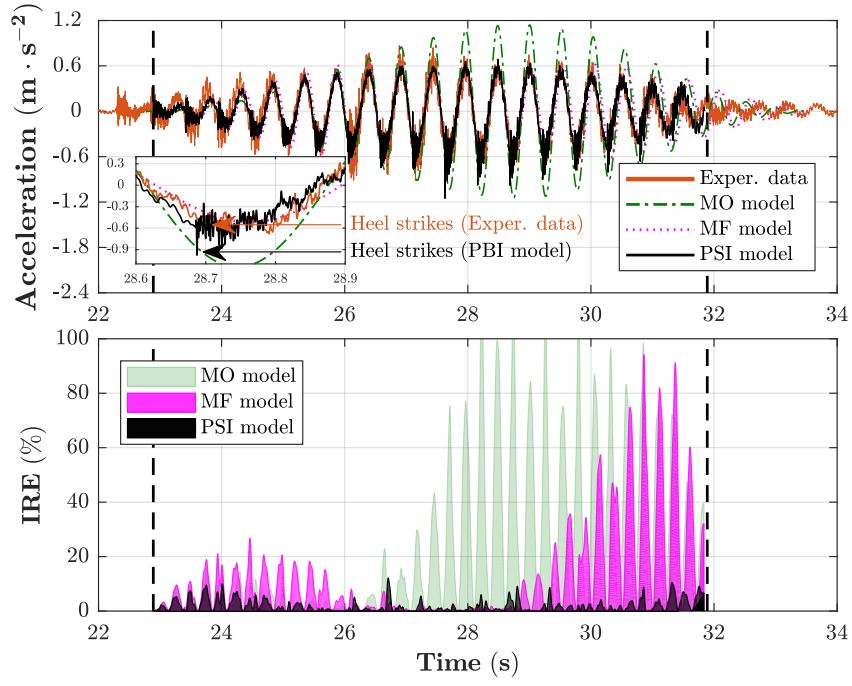 Acceleration (m · s⁻²)
1.2
0.6
0
-0.6
-1.2
-1.8
-2.4
0.3
0
-0.3
-0.6
-0.9
28.6 28.7 28.8 28.9
Heel strikes (Exper. data)
Heel strikes (PBI model)
Exper. data
MO model
MF model
PSI model
22 24 26 28 30 32 34
IRE (%)
100
80
60
40
20
0
MO model
MF model
PSI model
22 24 26 28 30 32 34
Time (s)